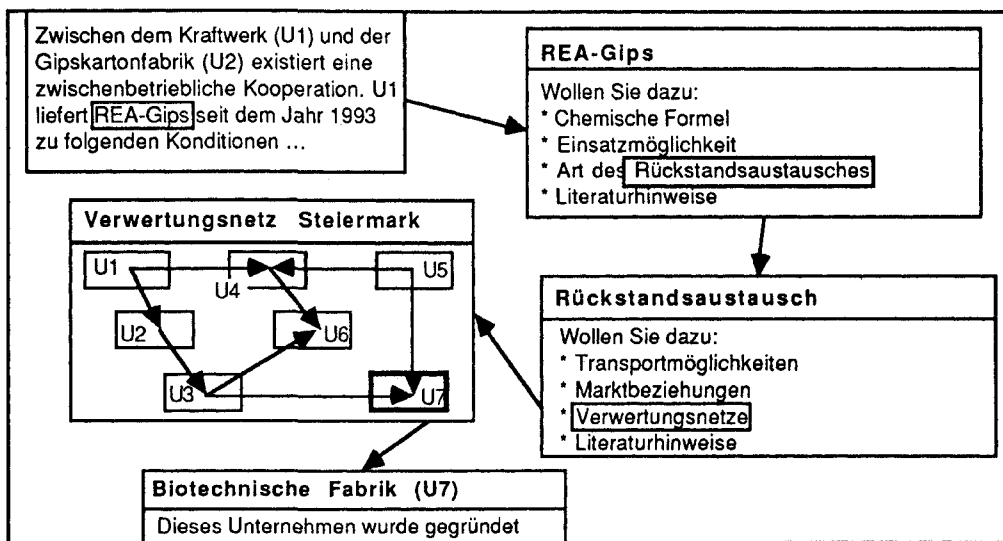 Zwischen dem Kraftwerk (U1) und der
Gipskartonfabrik (U2) existiert eine
zwischenbetriebliche Kooperation. U1
liefert REA-Gips seit dem Jahr 1993
zu folgenden Konditionen ...
REA-Gips
Wollen Sie dazu:
* Chemische Formel
* Einsatzmöglichkeit
* Art des Rückstandsaustausches
* Literaturhinweise
Rückstandsaustausch
Wollen Sie dazu:
* Transportmöglichkeiten
* Marktbeziehungen
* Verwertungsnetze
* Literaturhinweise
Verwertungsnetz Steiermark
U1
U4
U5
U2
U6
U3
U7
Biotechnische Fabrik (U7)
Dieses Unternehmen wurde gegründet